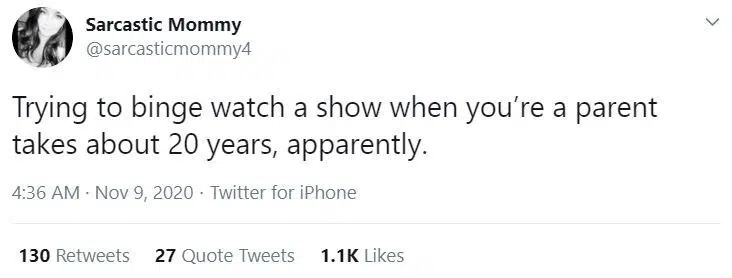 Sarcastic Mommy
@sarcasticmommy4
Trying to binge watch a show when you’re a parent
takes about 20 years, apparently.
4:36 AM · Nov 9, 2020 · Twitter for iPhone
130 Retweets 27 Quote Tweets 1.1K Likes